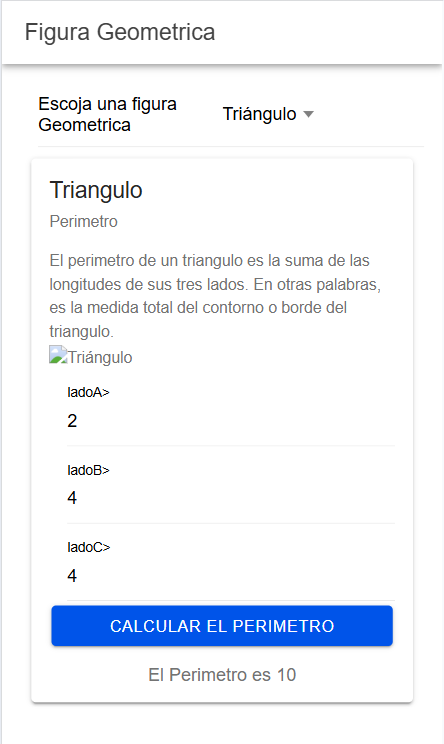 Figura Geometrica
Escoja una figura
Geometrica
Triángulo
Triangulo
Perimetro
El perimetro de un triangulo es la suma de las
longitudes de sus tres lados. En otras palabras,
es la medida total del contorno o borde del
triangulo.
Triángulo
ladoA>
2
ladoB>
4
ladoC>
4
CALCULAR EL PERIMETRO
El Perimetro es 10